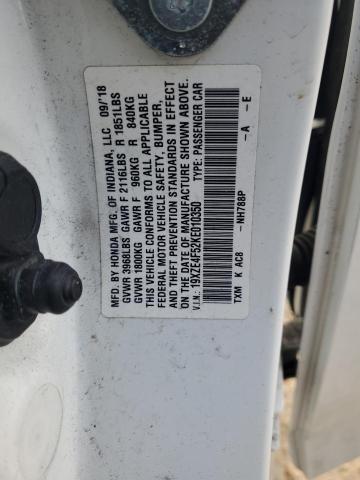 MFD. BY HONDA MFG. OF INDIANA, LLC 09/'18
GVWR 3968LBS GAWR F 2116LBS R 1851LBS
GVWR 1800KG GAWR F 960KG R 840KG
THIS VEHICLE CONFORMS TO ALL APPLICABLE
FEDERAL MOTOR VEHICLE SAFETY, BUMPER,
AND THEFT PREVENTION STANDARDS IN EFFECT
ON THE DATE OF MANUFACTURE SHOWN ABOVE.
V.I.N.: 19XZE4F52KE010350 TYPE: PASSENGER CAR
-NH788P -A -E
TXM K AC8